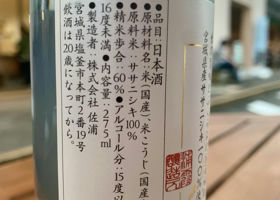 宮城県産ササニシキ100%
●品目：日本酒
●原材料名：米（国産）、米こうじ（国産
●原料米：ササニシキ100%
●精米歩合：60%●アルコール分：15度以
16度未満●内容量：275ml
●製造者：株式会社 佐浦
宮城県塩釜市本町2番19号
飲酒は20歳になってから。